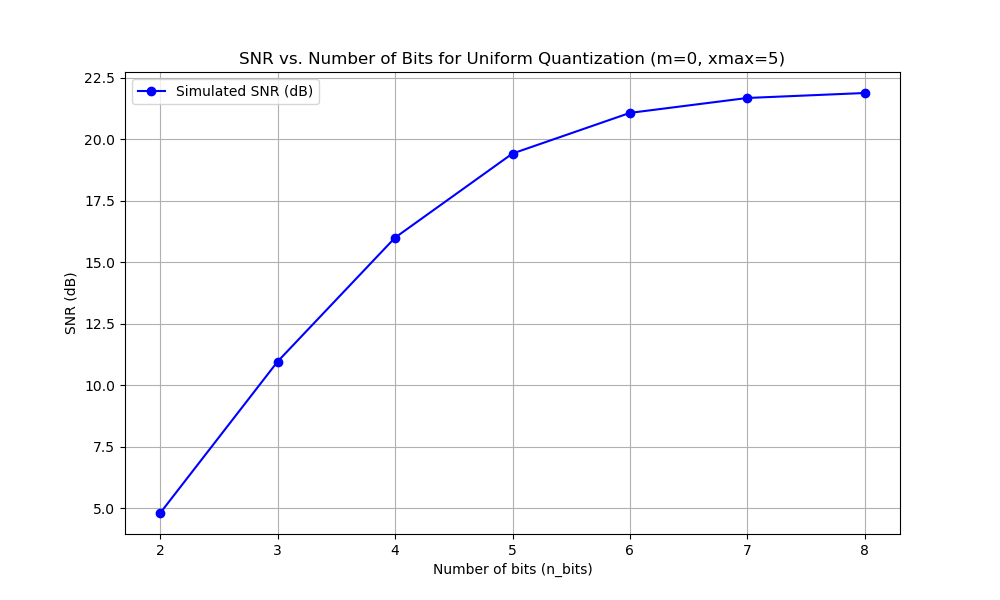 SNR vs. Number of Bits for Uniform Quantization (m=0, xmax=5)
Simulated SNR (dB)
22.5
20.0
17.5
15.0
12.5
10.0
7.5
5.0
SNR (dB)
2 3 4 5 6 7 8
Number of bits (n_bits)